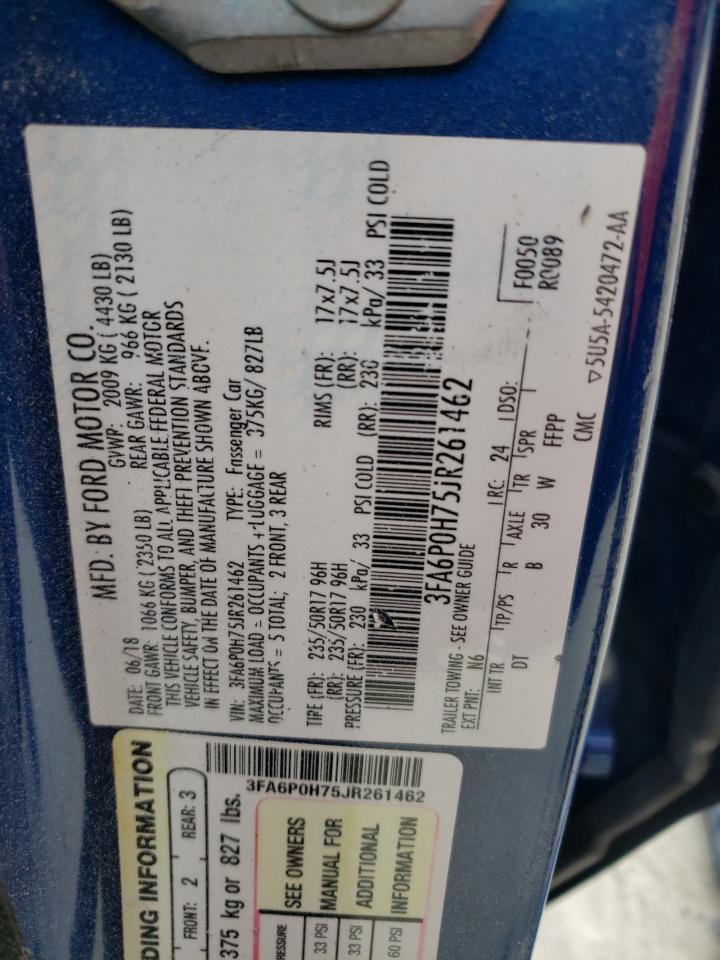 MFD. BY FORD MOTOR CO.
DATE: 06/18 GVWR: 2009 KG ( 4430 LB)
FRONT GAWR: 1066 KG (2350 LB) REAR GAWR: 966 KG ( 2130 LB)
THIS VEHICLE CONFORMS TO ALL APPLICABLE FEDERAL MOTOR
VEHICLE SAFETY, BUMPER, AND THEFT PREVENTION STANDARDS
IN EFFECT ON THE DATE OF MANUFACTURE SHOWN ABOVE.
VIN: 3FA6P0H75JR261462 TYPE: Passenger Car
MAXIMUM LOAD = OCCUPANTS + LUGGAGE = 375KG/ 827LB
OCCUPANTS = 5 TOTAL; 2 FRONT, 3 REAR
TIRE (FR): 235/50R17 96H RIMS (FR): 17x7.5J
(RR): 235/50R17 96H (RR): 17x7.5J
PRESSURE (FR): 230 kPa/ 33 PSI COLD (RR): 230 kPa/ 33 PSI COLD
3FA6P0H75JR261462
TRAILER TOWING - SEE OWNER GUIDE
EXT PNT: N6 RC: 24 DSO: F0050
R0089
INT TR TP/PS R AXLE TR SPR
DT B 30 W FFPP
CMC 5U5A-5420472-AA
DING INFORMATION
FRONT: 2 REAR: 3
375 kg or 827 lbs.
3FA6P0H75JR261462
RESSURE SEE OWNERS
33 PSI MANUAL FOR
33 PSI ADDITIONAL
60 PSI INFORMATION